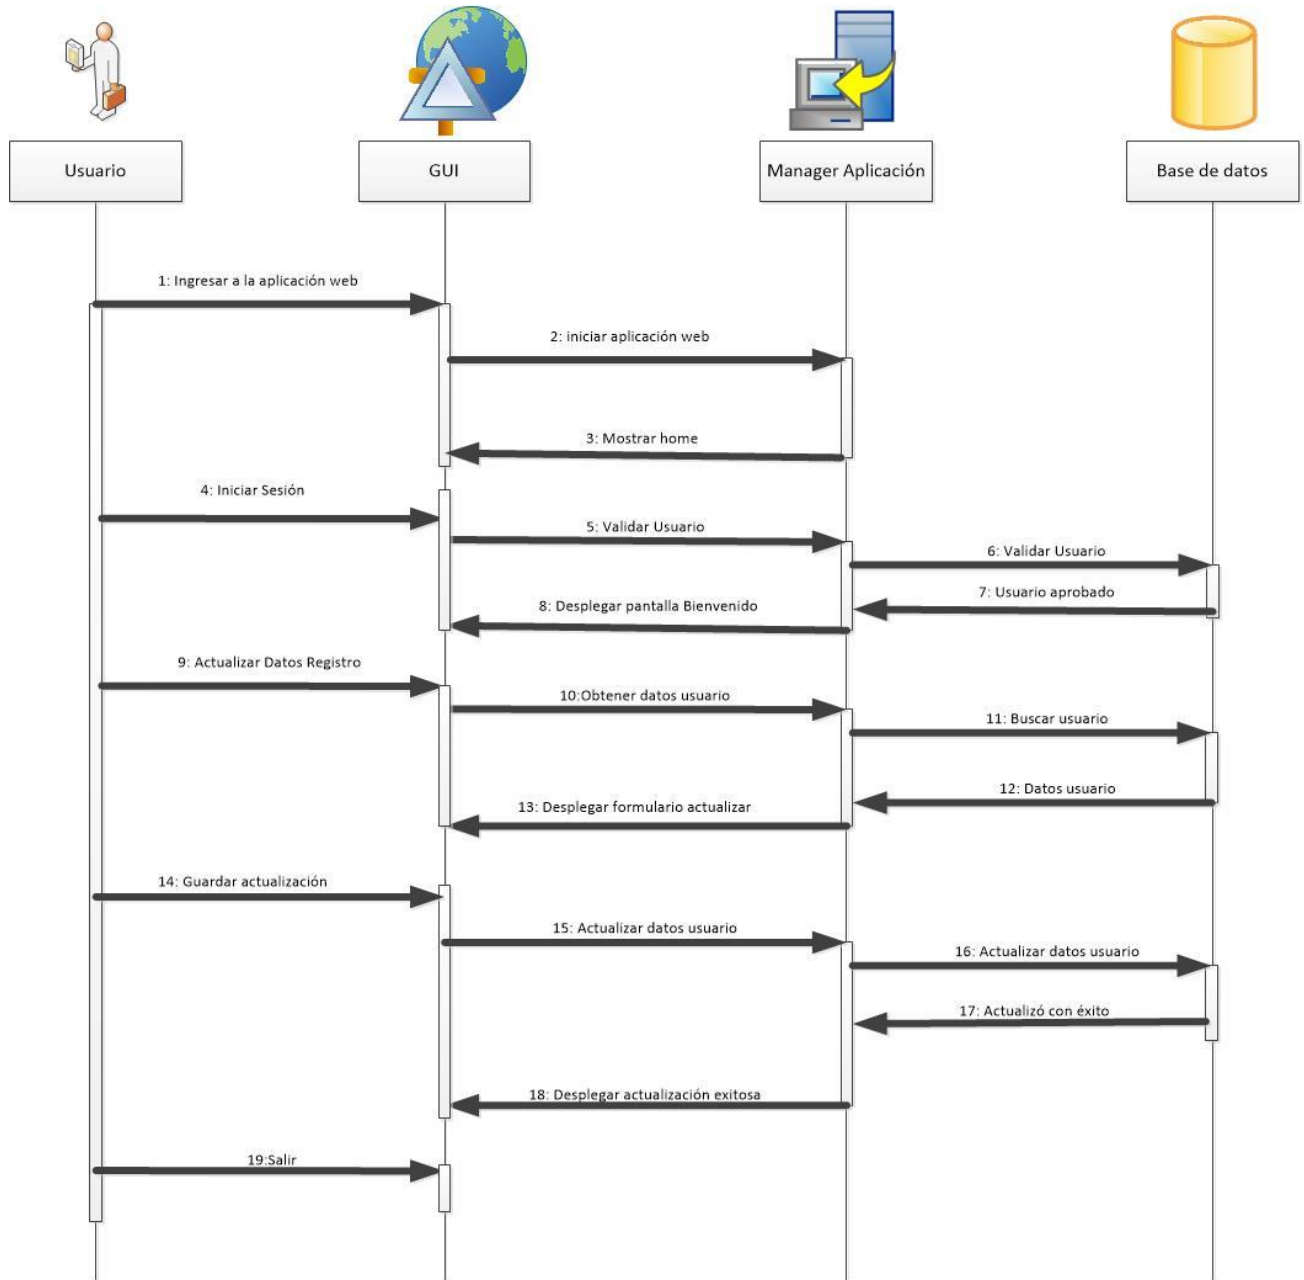 Usuario
GUI
Manager Aplicación
Base de datos
1: Ingresar a la aplicación web
2: iniciar aplicación web
3: Mostrar home
4: Iniciar Sesión
5: Validar Usuario
6: Validar Usuario
7: Usuario aprobado
8: Desplegar pantalla Bienvenido
9: Actualizar Datos Registro
10:Obtener datos usuario
11: Buscar usuario
12: Datos usuario
13: Desplegar formulario actualizar
14: Guardar actualización
15: Actualizar datos usuario
16: Actualizar datos usuario
17: Actualizó con éxito
18: Desplegar actualización exitosa
19:Salir